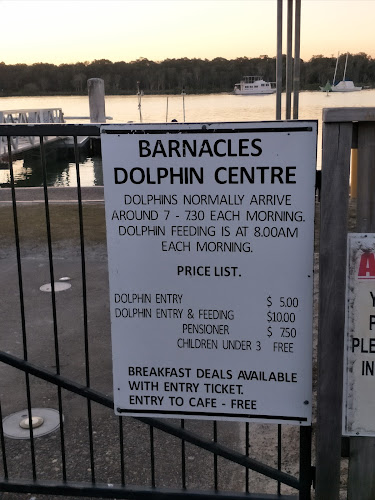 BARNACLES
DOLPHIN CENTRE
DOLPHINS NORMALLY ARRIVE
AROUND 7 - 730 EACH MORNING.
DOLPHIN FEEDING IS AT 8.00AM
EACH MORNING.
PRICE LIST.
DOLPHIN ENTRY $ 5.00
DOLPHIN ENTRY & FEEDING $10.00
PENSIONER $ 7.50
CHILDREN UNDER 3 FREE
BREAKFAST DEALS AVAILABLE
WITH ENTRY TICKET.
ENTRY TO CAFE - FREE